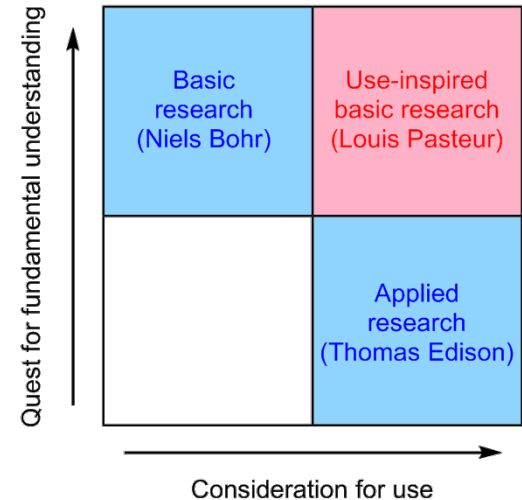 Quest for fundamental understanding
Basic
research
(Niels Bohr)
Use-inspired
basic research
(Louis Pasteur)
Applied
research
(Thomas Edison)
Consideration for use